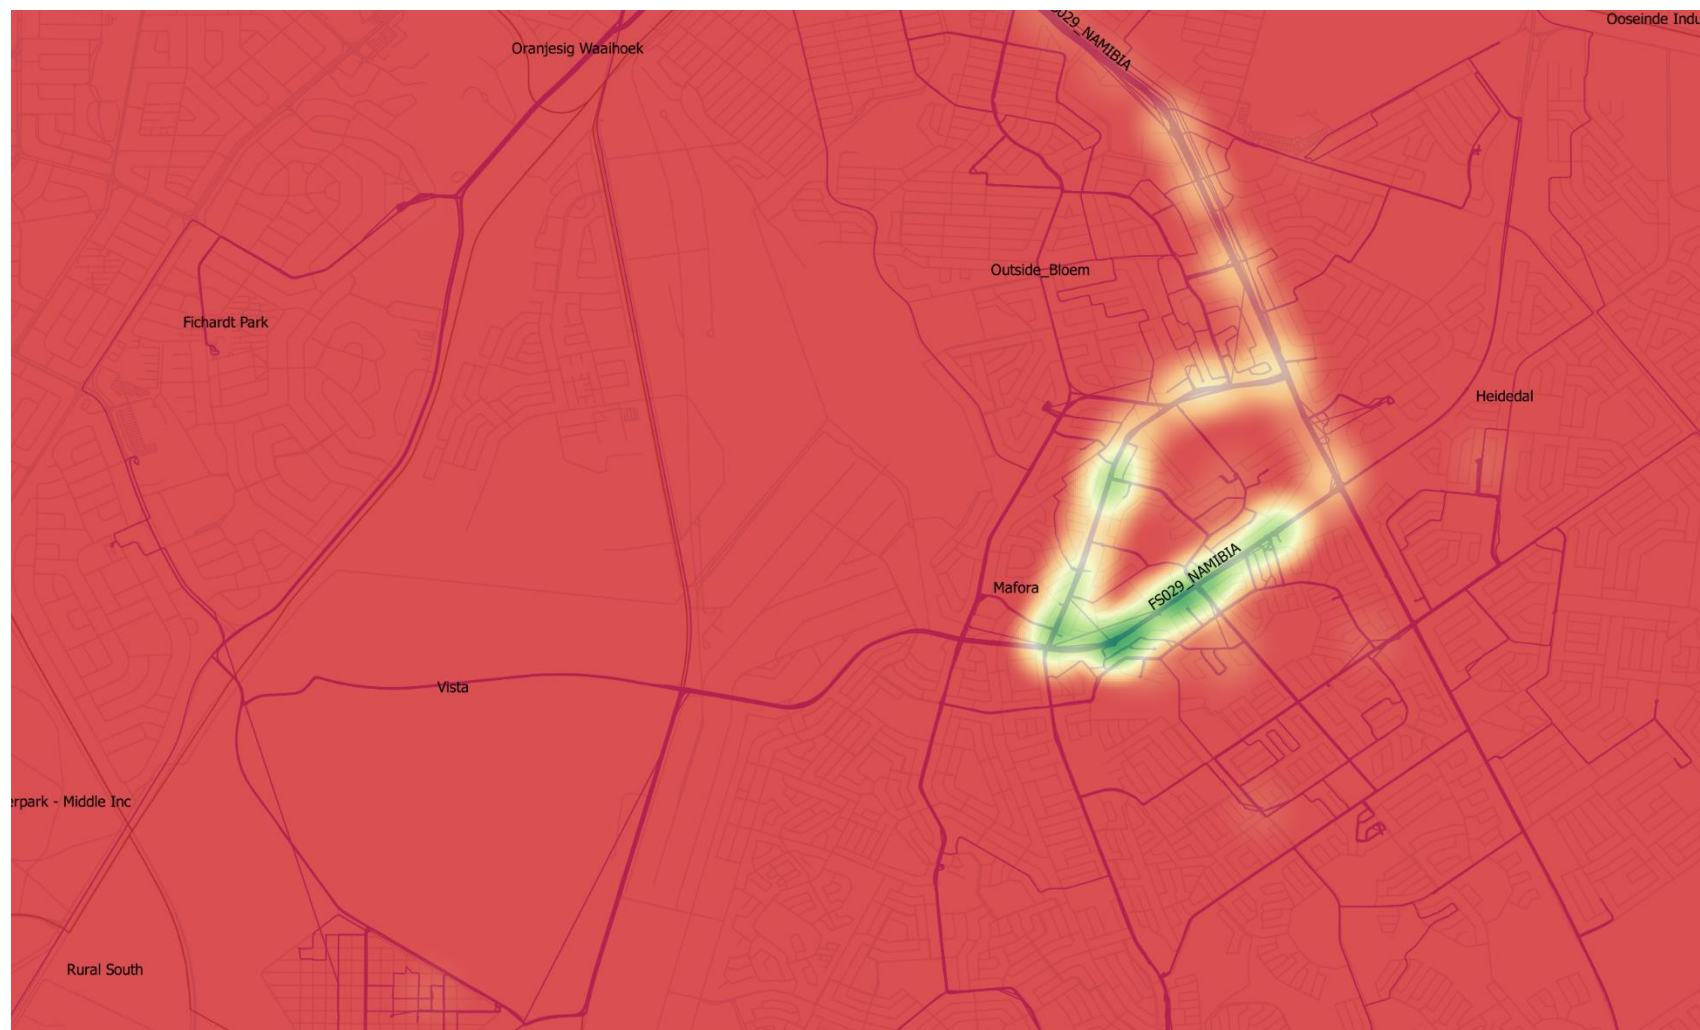 Ooseinde Indu
029_NAMIBIA
Oranjesig Waaihoek
Outside_Bloem
Fichardt Park
Heidedal
FS029_NAMIBIA
Mafora
Vista
erpark - Middle Inc
Rural South